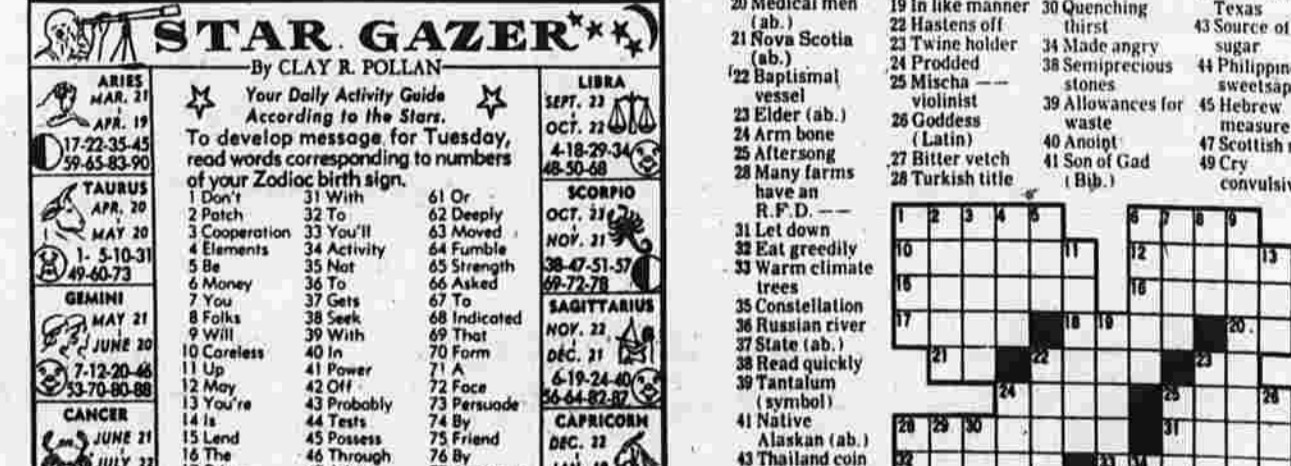 STAR GAZER
By CLAY R. POLLAN
ARIES
MAR. 21
APR. 19
17-22-35-45
59-65-83-90
TAURUS
APR. 20
MAY 20
1- 5-10-31
49-60-73
GEMINI
MAY 21
JUNE 20
7-12-20-46
53-70-80-88
CANCER
JUNE 21
JULY 22
Your Daily Activity Guide
According to the Stars.
To develop message for Tuesday,
read words corresponding to numbers
of your Zodiac birth sign.
1 Don't
2 Patch
3 Cooperation
4 Elements
5 Be
6 Money
7 You
8 Folks
9 Will
10 Careless
11 Up
12 May
13 You're
14 Is
15 Lend
16 The
31 With
32 To
33 You'll
34 Activity
35 Not
36 To
37 Gets
38 Seek
39 With
40 In
41 Power
42 Off
43 Probably
44 Tests
45 Possess
46 Through
61 Or
62 Deeply
63 Moved
64 Fumble
65 Strength
66 Asked
67 To
68 Indicated
69 That
70 Form
71 A
72 Face
73 Persuade
74 By
75 Friend
76 By
LIBRA
SEPT. 23
OCT. 22
4-18-29-34
48-50-68
SCORPIO
OCT. 23
NOV. 21
38-47-51-57
69-72-78
SAGITTARIUS
NOV. 22
DEC. 21
6-19-24-40
56-64-82-87
CAPRICORN
DEC. 22
20 Medical men
(ab.)
21 Nova Scotia
(ab.)
22 Baptismal
vessel
23 Elder (ab.)
24 Arm bone
25 Aftersong
28 Many farms
have an
R.F.D. ——
31 Let down
32 Eat greedily
33 Warm climate
trees
35 Constellation
36 Russian river
37 State (ab.)
38 Read quickly
39 Tantalum
(symbol)
41 Native
Alaskan (ab.)
43 Thailand coin
19 In like manner
22 Hastens off
23 Twine holder
24 Prodded
25 Mischa ——
violinist
26 Goddess
(Latin)
27 Bitter vetch
28 Turkish title
30 Quenching
thirst
34 Made angry
38 Semiprecious
stones
39 Allowances for
waste
40 Anoint
41 Son of Gad
(Bib.)
Texas
43 Source of
sugar
44 Philippin
sweetsap
45 Hebrew
measure
47 Scottish
49 Cry
convulsiv
1 2 3 4 5 6 7 8 9
10 11 12 13
15 16
17 18 19 20
21 22 23
24 25 26
28 29 30 31
32 33 34